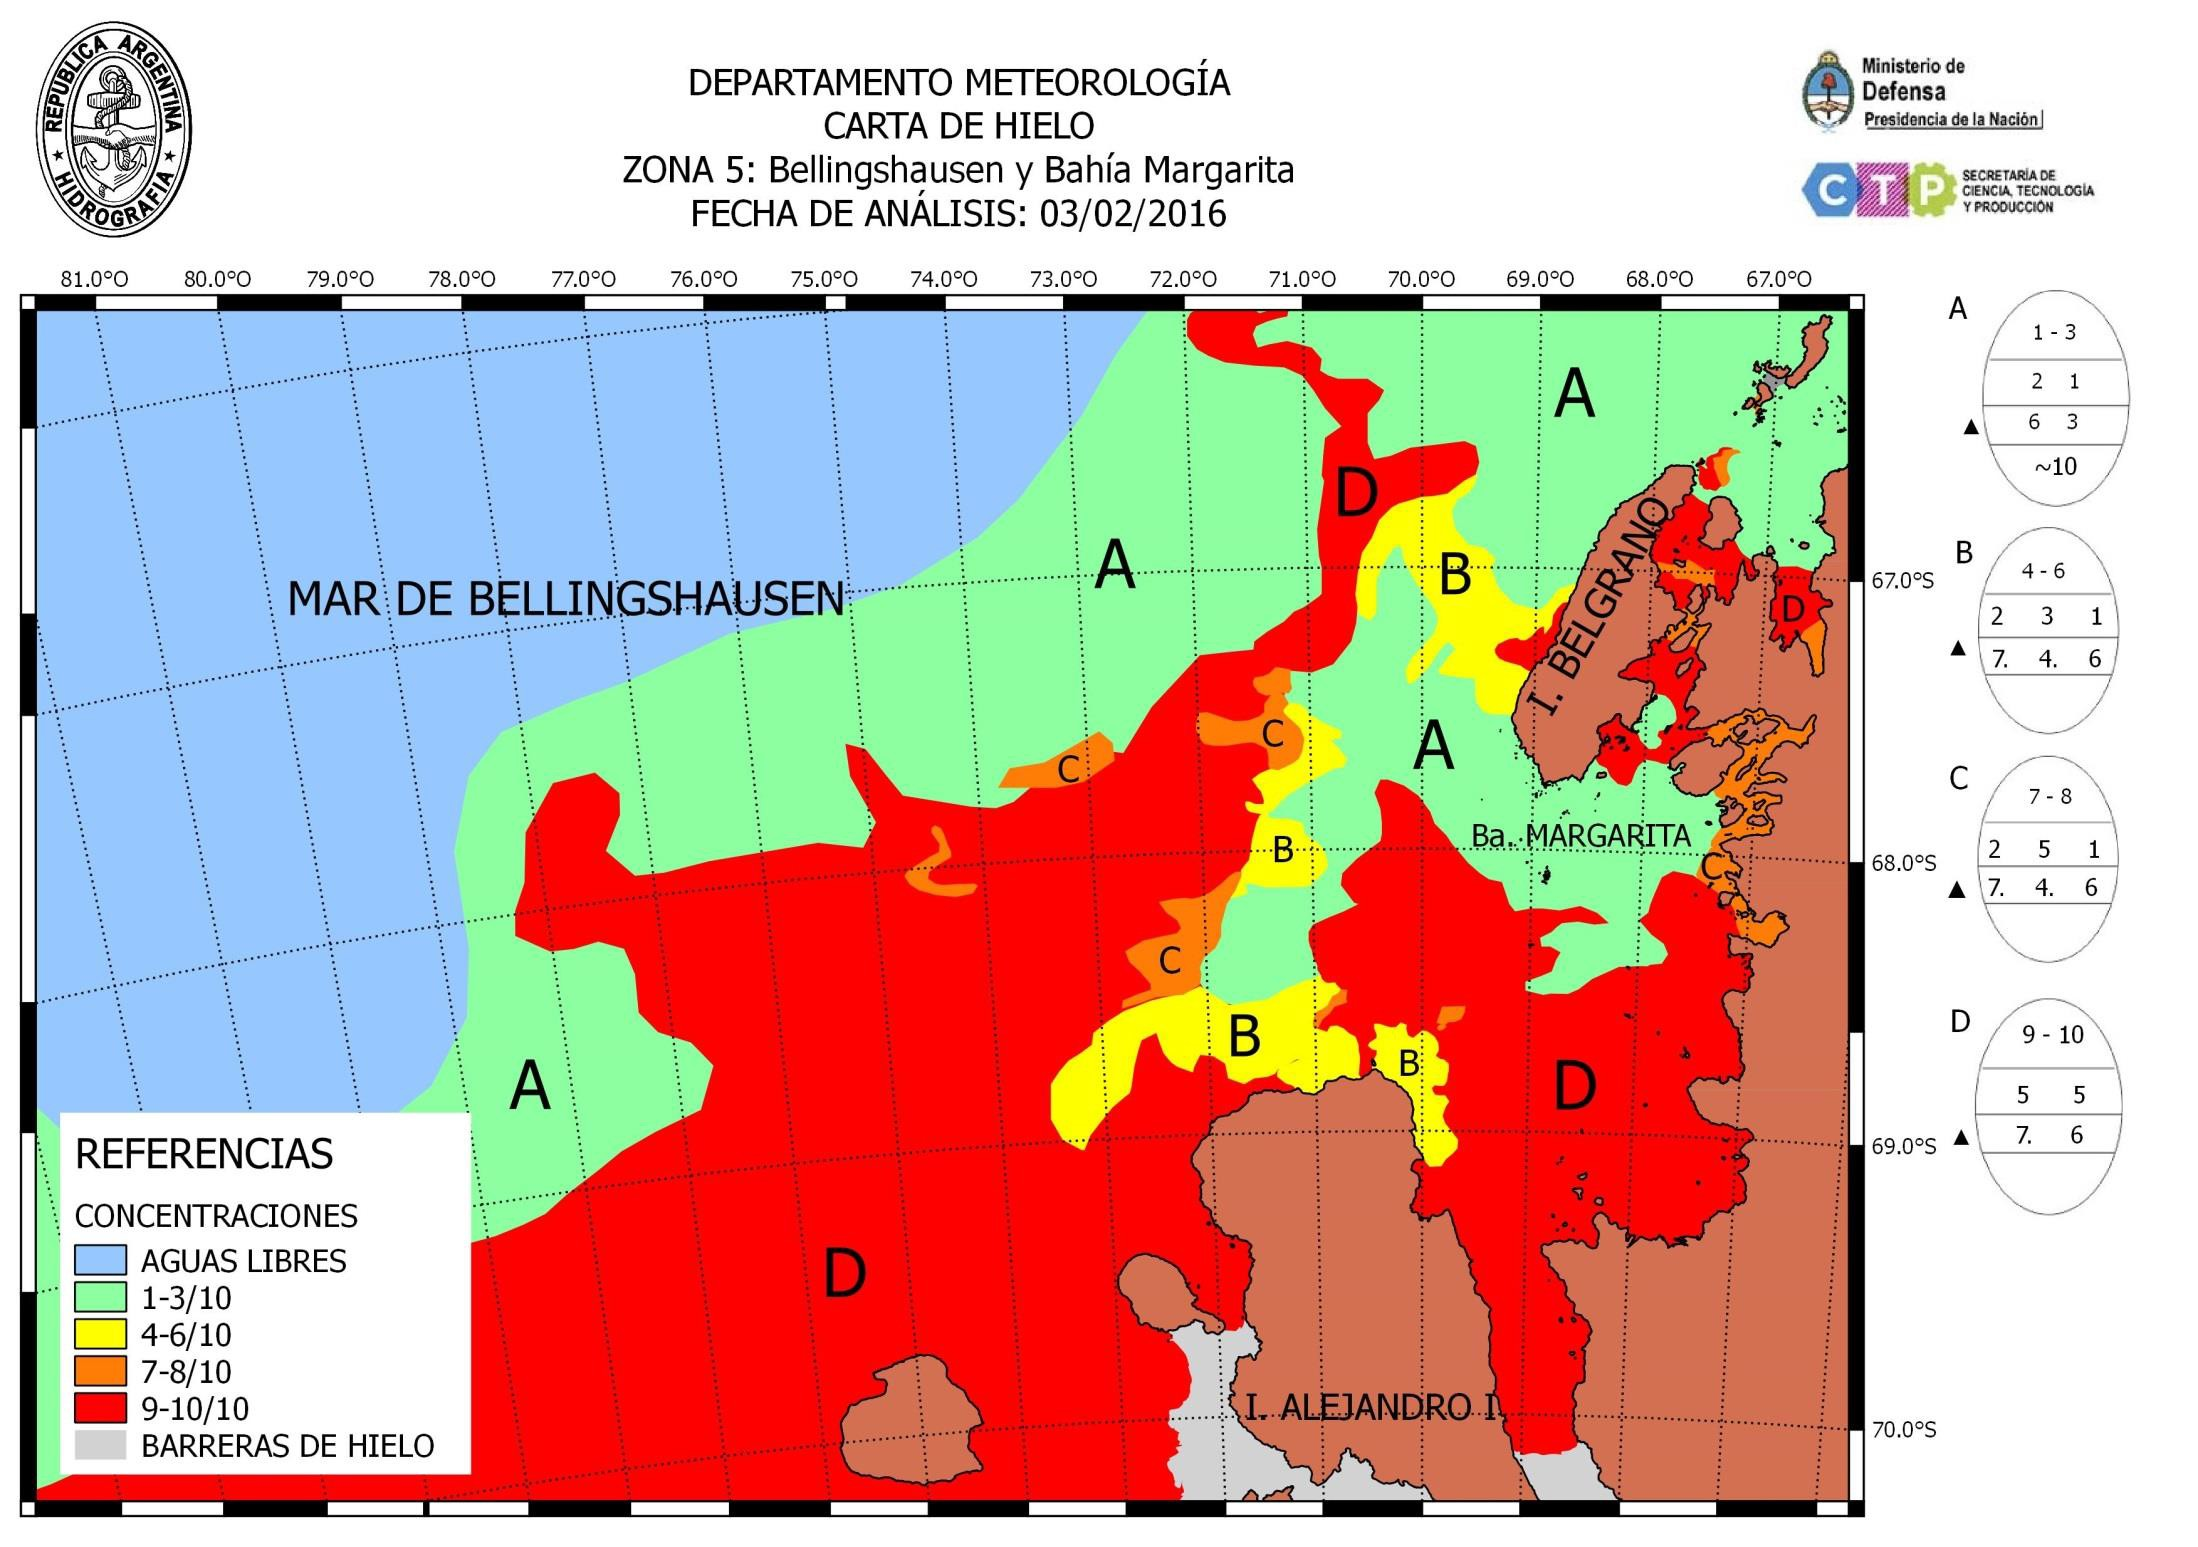 REPUBLICA ARGENTINA
★ HIDROGRAFIA ★
DEPARTAMENTO METEOROLOGÍA
CARTA DE HIELO
ZONA 5: Bellingshausen y Bahía Margarita
FECHA DE ANÁLISIS: 03/02/2016
Ministerio de
Defensa
Presidencia de la Nación
CTP
SECRETARÍA DE
CIENCIA, TECNOLOGÍA
Y PRODUCCIÓN
81.0°O 80.0°O 79.0°O 78.0°O 77.0°O 76.0°O 75.0°O 74.0°O 73.0°O 72.0°O 71.0°O 70.0°O 69.0°O 68.0°O 67.0°O
A
D
A
B
I. BELGRANO
67.0°S
MAR DE BELLINGSHAUSEN
D
C
A
C
B
Ba. MARGARITA
68.0°S
C
C
B
B
A
D
69.0°S
D
I. ALEJANDRO I.
70.0°S
REFERENCIAS
CONCENTRACIONES
AGUAS LIBRES
1-3/10
4-6/10
7-8/10
9-10/10
BARRERAS DE HIELO
A
1 - 3
2 1
▲ 6 3
~10
B
4 - 6
2 3 1
▲ 7. 4. 6
C
7 - 8
2 5 1
▲ 7. 4. 6
D
9 - 10
5 5
▲ 7. 6